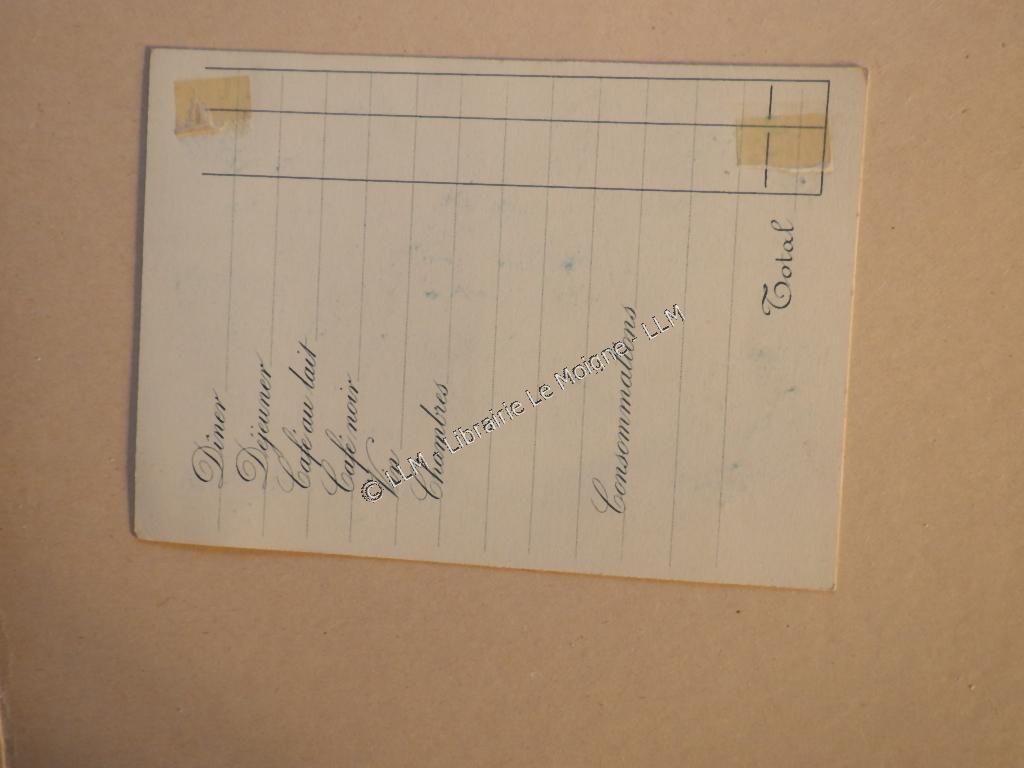 Dîner
Déjeuner
Café au lait
Café noir
Vin
Chambres
Consommations
Total
© LLM - Librairie Le Moigne - LLM